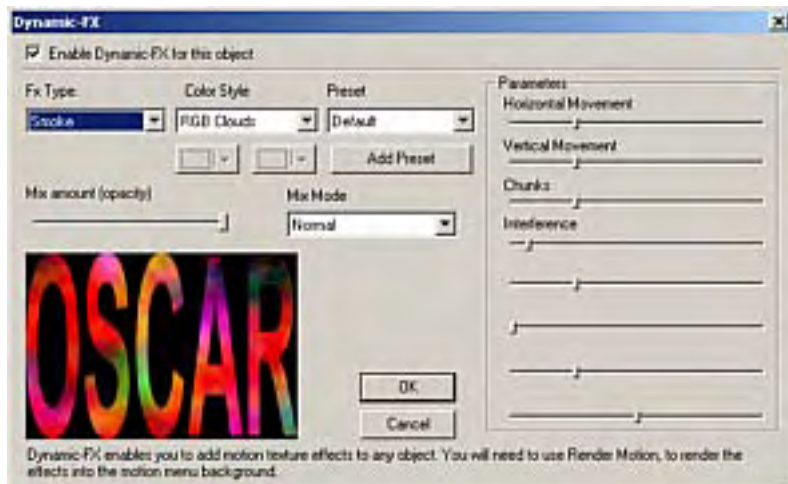 Dynamic-FX
Enable Dynamic-FX for this object
Fx Type:
Color Style
Preset
Smoke
RGB Clouds
Default
Add Preset
Mix amount (opacity)
Mix Mode
Normal
OSCAR
OK
Cancel
Parameters
Horizontal Movement
Vertical Movement
Chunks
Interference
Dynamic-FX enables you to add motion texture effects to any object. You will need to use Render Motion, to render the
effects into the motion menu background.